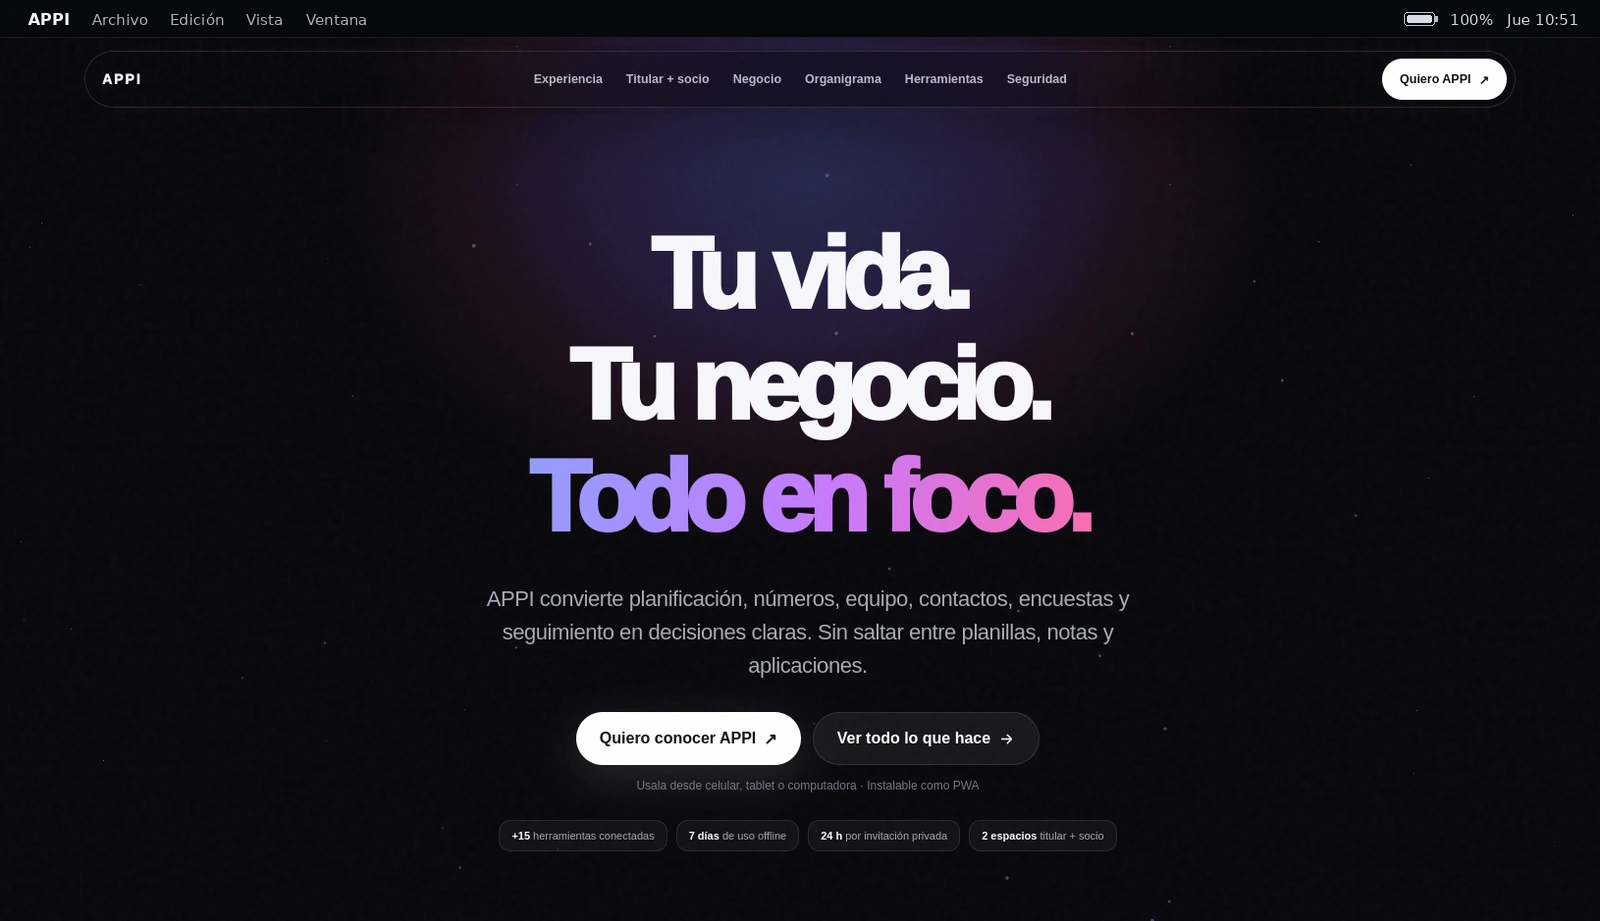 APPI Archivo Edición Vista Ventana 100% Jue 10:51
APPI Experiencia Titular + socio Negocio Organigrama Herramientas Seguridad Quiero APPI ↗
Tu vida.
Tu negocio.
Todo en foco.
APPI convierte planificación, números, equipo, contactos, encuestas y
seguimiento en decisiones claras. Sin saltar entre planillas, notas y
aplicaciones.
Quiero conocer APPI ↗ Ver todo lo que hace →
Usala desde celular, tablet o computadora · Instalable como PWA
+15 herramientas conectadas 7 días de uso offline 24 h por invitación privada 2 espacios titular + socio